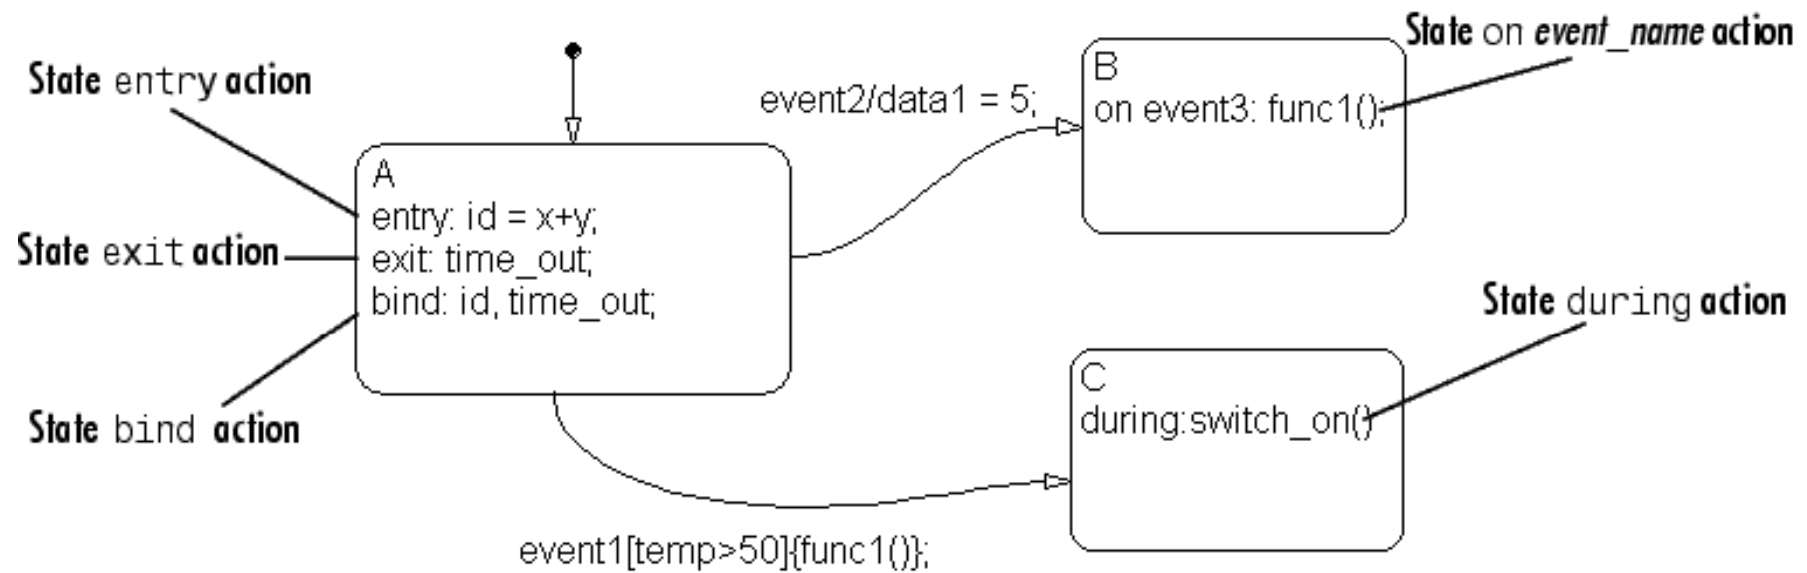 State entry action
State exit action
State bind action
A
entry: id = x+y;
exit: time_out;
bind: id, time_out;
event2/data1 = 5;
B
on event3: func1();
State on event_name action
State during action
C
during:switch_on()
event1[temp>50]{func1()};